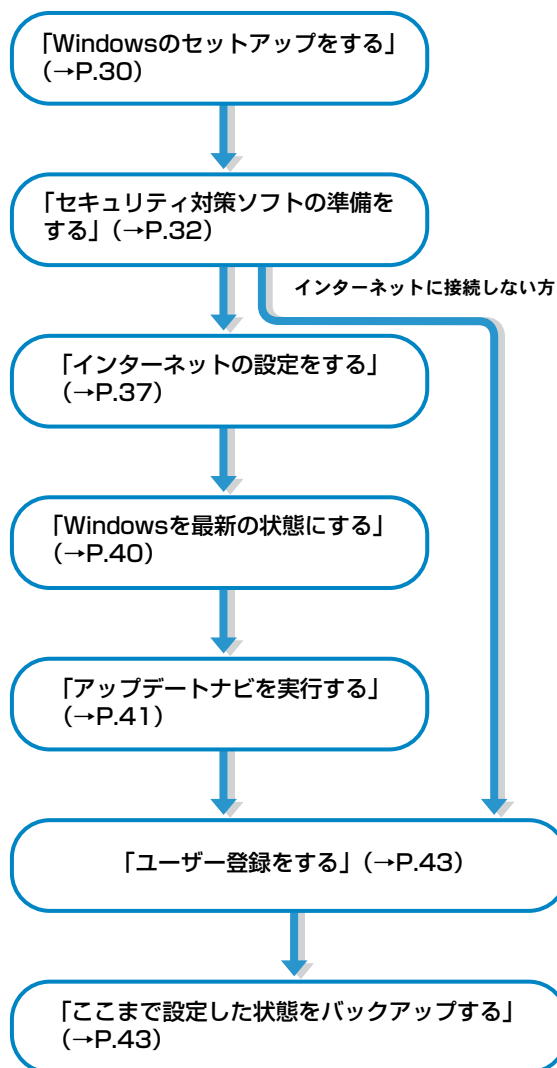 「Windowsのセットアップをする」
（→P.30）
「セキュリティ対策ソフトの準備を
する」（→P.32）
インターネットに接続しない方
「インターネットの設定をする」
（→P.37）
「Windowsを最新の状態にする」
（→P.40）
「アップデートナビを実行する」
（→P.41）
「ユーザー登録をする」（→P.43）
「ここまで設定した状態をバックアップする」
（→P.43）